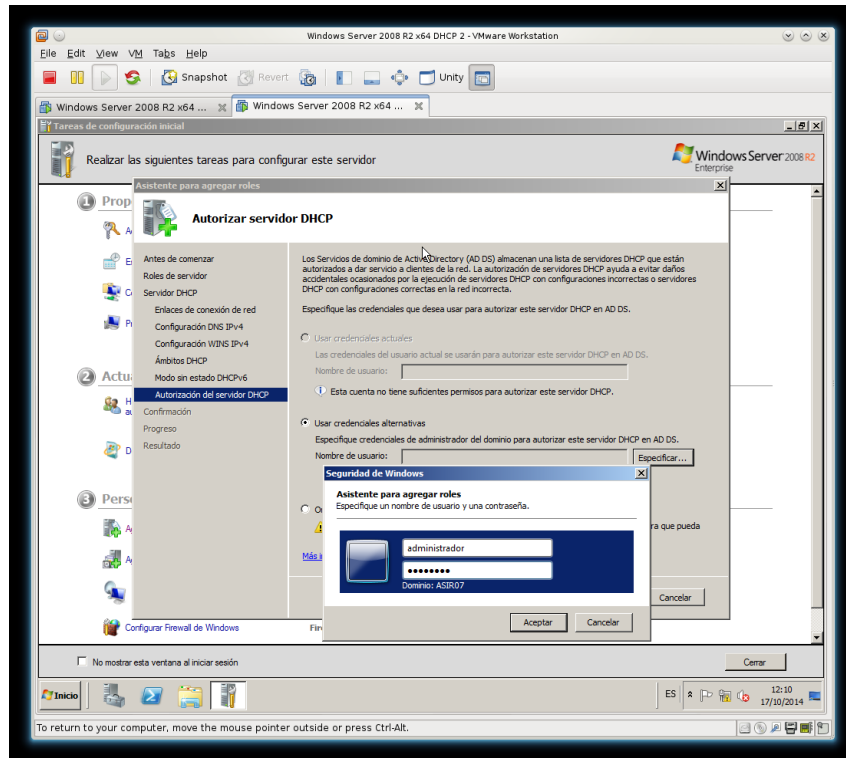 Windows Server 2008 R2 x64 DHCP 2 - VMware Workstation
File Edit View VM Tabs Help
Snapshot Revert Unity
Windows Server 2008 R2 x64 ... Windows Server 2008 R2 x64 ...
Tareas de configuración inicial
Realizar las siguientes tareas para configurar este servidor
Windows Server 2008 R2
Enterprise
Asistente para agregar roles
Autorizar servidor DHCP
1 Prop
2 Actu
3 Pers
Antes de comenzar
Roles de servidor
Servidor DHCP
Enlaces de conexión de red
Configuración DNS IPv4
Configuración WINS IPv4
Ámbitos DHCP
Modo sin estado DHCPv6
Autorización del servidor DHCP
Confirmación
Progreso
Resultado
Los Servicios de dominio de Active Directory (AD DS) almacenan una lista de servidores DHCP que están
autorizados a dar servicio a clientes de la red. La autorización de servidores DHCP ayuda a evitar daños
accidentales ocasionados por la ejecución de servidores DHCP con configuraciones incorrectas o servidores
DHCP con configuraciones correctas en la red incorrecta.
Especifique las credenciales que desea usar para autorizar este servidor DHCP en AD DS.
Usar credenciales actuales
Las credenciales del usuario actual se usarán para autorizar este servidor DHCP en AD DS.
Nombre de usuario:
Esta cuenta no tiene suficientes permisos para autorizar este servidor DHCP.
Usar credenciales alternativas
Especifique credenciales de administrador del dominio para autorizar este servidor DHCP en AD DS.
Nombre de usuario: Especificar...
ra que pueda
Más i
Cancelar
Seguridad de Windows
Asistente para agregar roles
Especifique un nombre de usuario y una contraseña.
administrador
●●●●●●●●
Dominio: ASIR07
Aceptar Cancelar
Configurar Firewall de Windows Fire
No mostrar esta ventana al iniciar sesión Cerrar
Inicio ES 12:10
17/10/2014
To return to your computer, move the mouse pointer outside or press Ctrl-Alt.